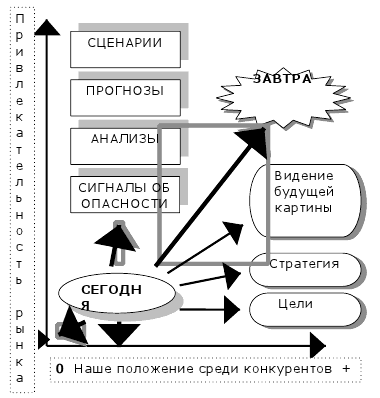 Привлекательность рынка
СЦЕНАРИИ
ПРОГНОЗЫ
АНАЛИЗЫ
СИГНАЛЫ ОБ
ОПАСНОСТИ
ЗАВТРА
Видение
будущей
картины
Стратегия
Цели
СЕГОДН
Я
0 Наше положение среди конкурентов +